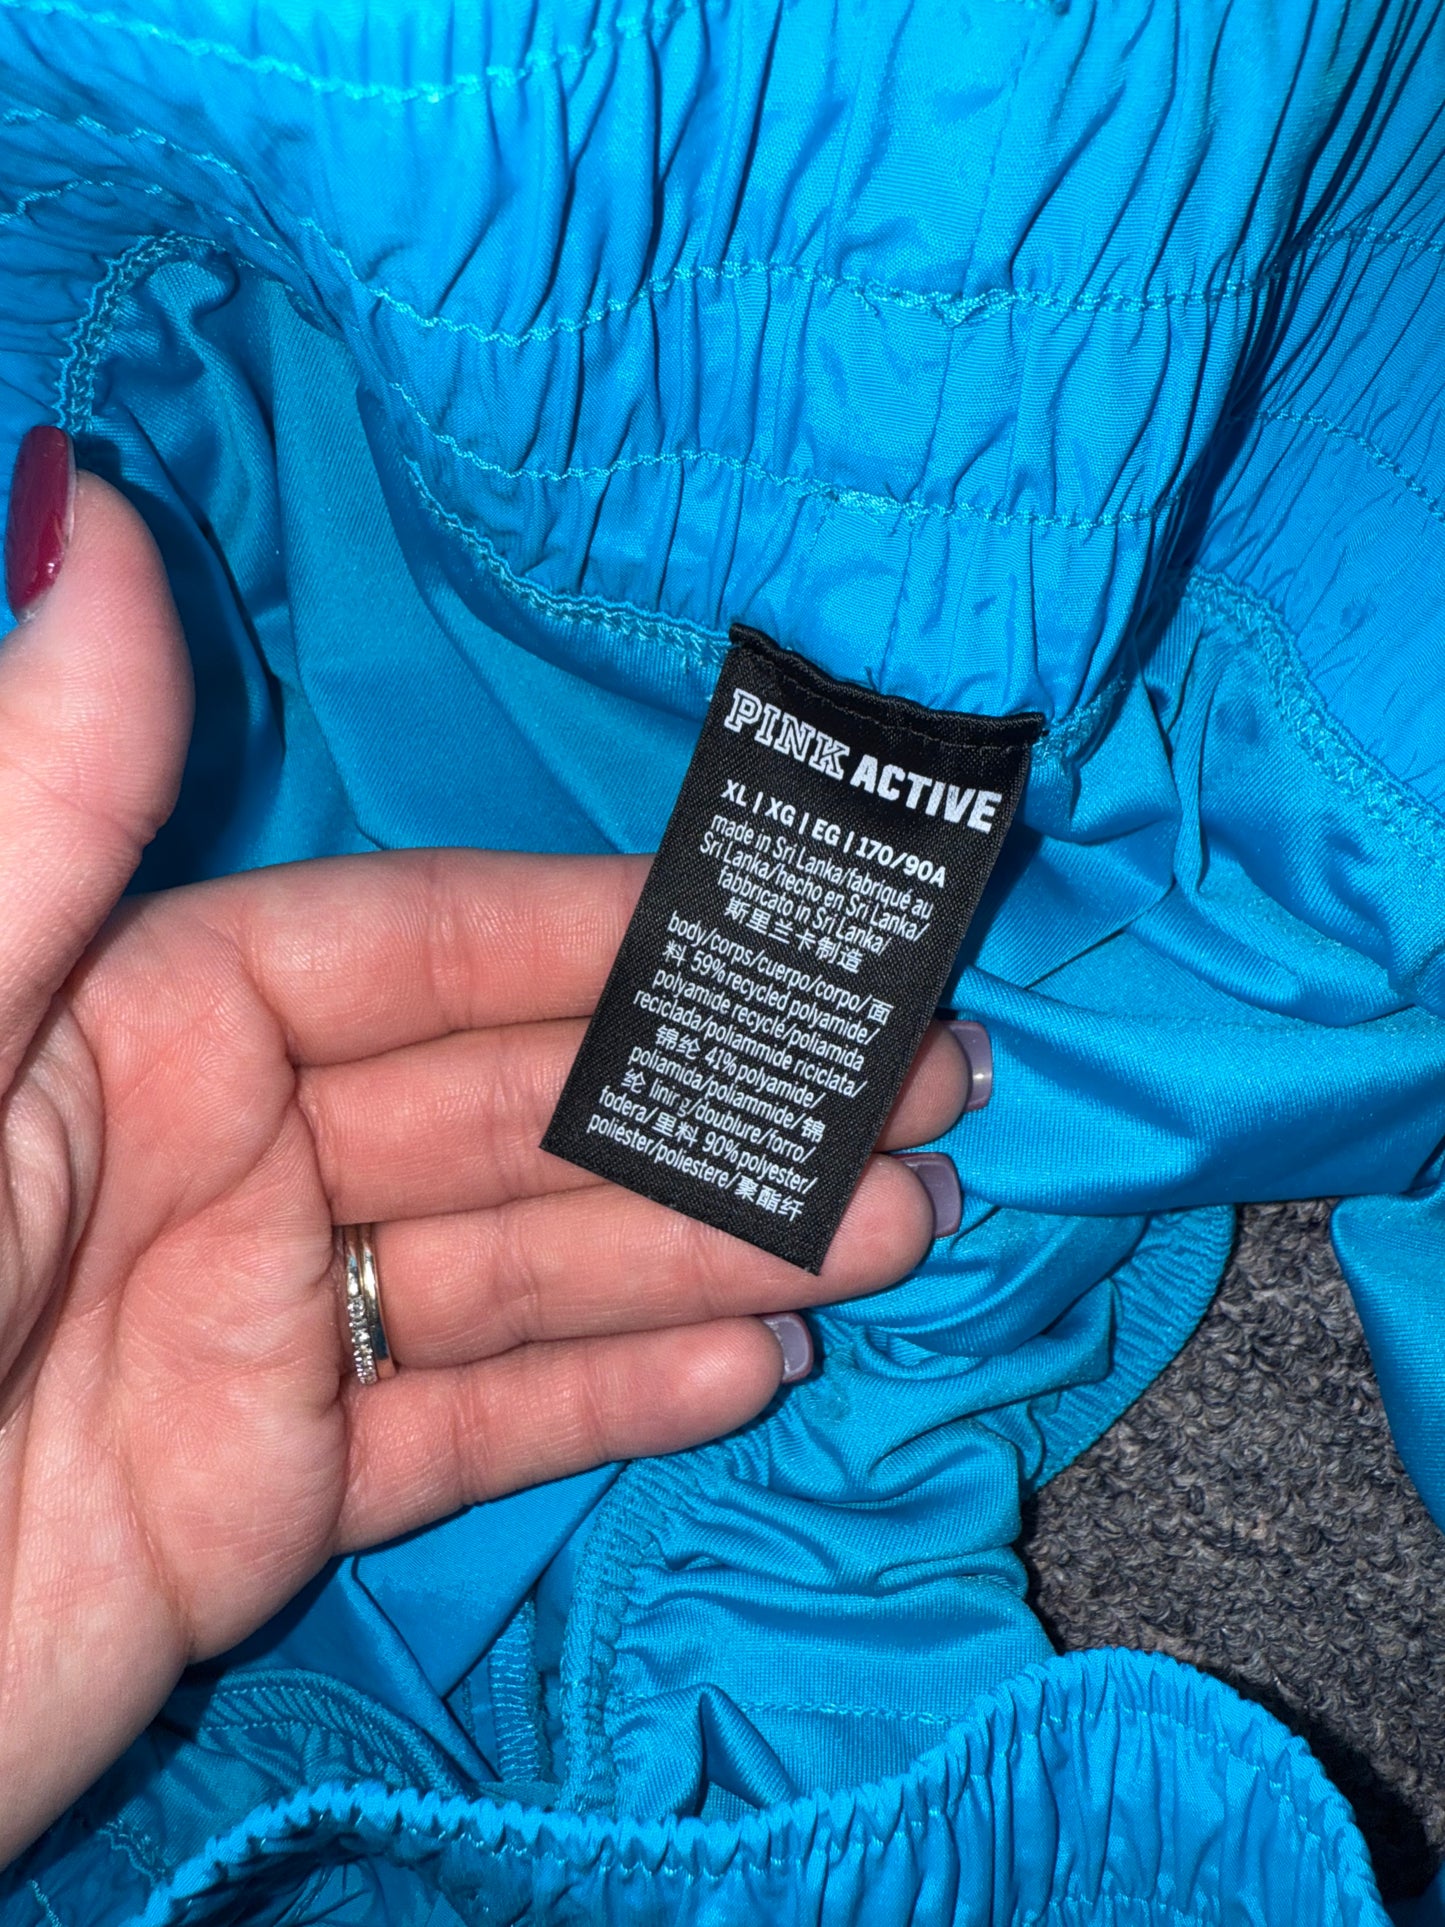 PINK ACTIVE
XL | XG | EG | 170/90A
made in Sri Lanka/fabriqué au
Sri Lanka/hecho en Sri Lanka/
fabbricato in Sri Lanka/
斯里兰卡制造
body/corps/cuerpo/corpo/面
料 59% recycled polyamide/
polyamide recyclé/poliamida
reciclada/poliammide riciclata/
锦纶 41% polyamide/
poliamida/poliammide/锦
纶 lining/doublure/forro/
fodera/里料 90% polyester/
poliéster/poliestere/聚酯纤